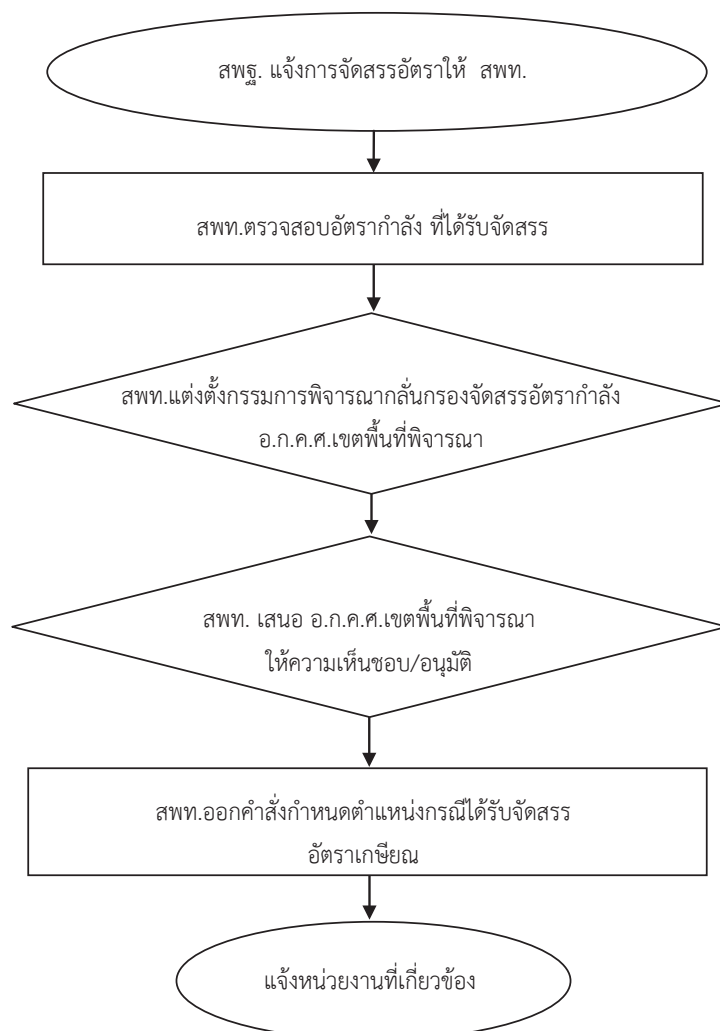 สพฐ. แจ้งการจัดสรรอัตราให้ สพท.
สพท.ตรวจสอบอัตรากำลัง ที่ได้รับจัดสรร
สพท.แต่งตั้งกรรมการพิจารณากลั่นกรองจัดสรรอัตรากำลัง
อ.ก.ค.ศ.เขตพื้นที่พิจารณา
สพท. เสนอ อ.ก.ค.ศ.เขตพื้นที่พิจารณา
ให้ความเห็นชอบ/อนุมัติ
สพท.ออกคำสั่งกำหนดตำแหน่งกรณีได้รับจัดสรร
อัตราเกษียณ
แจ้งหน่วยงานที่เกี่ยวข้อง